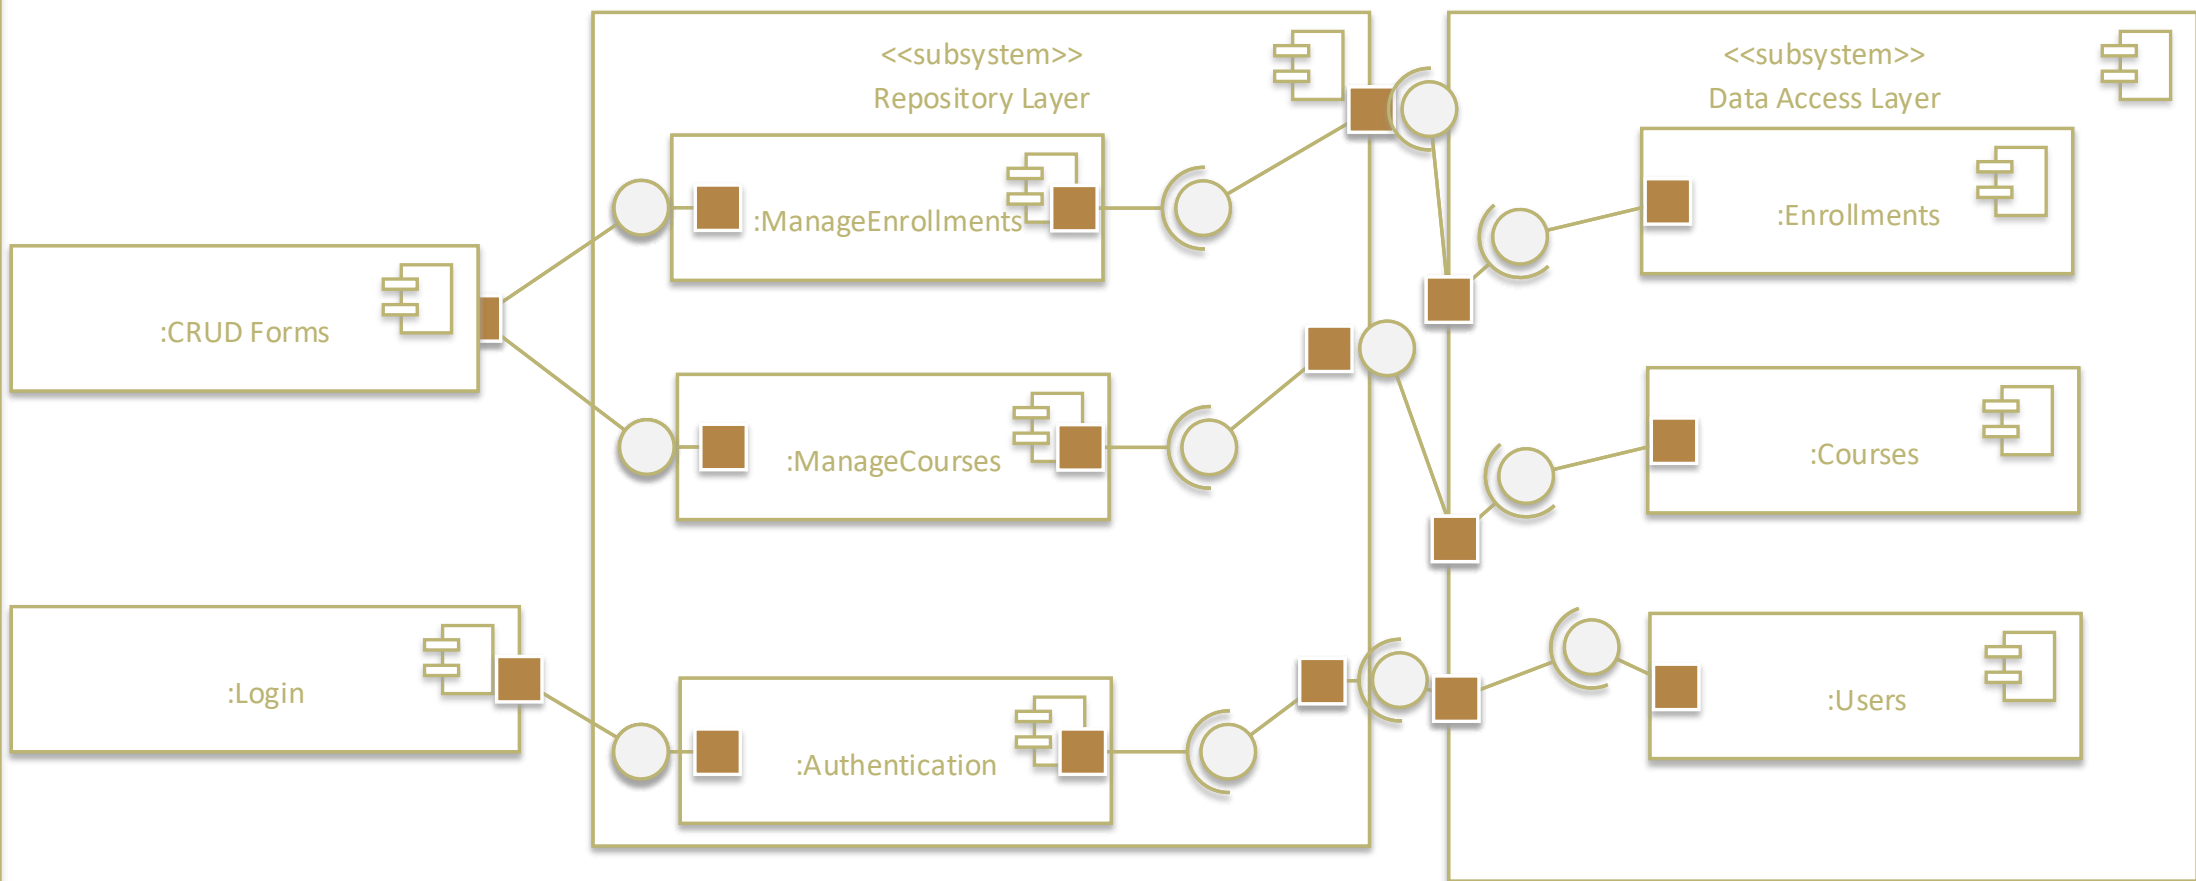 <<subsystem>>
Repository Layer
<<subsystem>>
Data Access Layer
:ManageEnrollments
:Enrollments
:CRUD Forms
:ManageCourses
:Courses
:Login
:Authentication
:Users